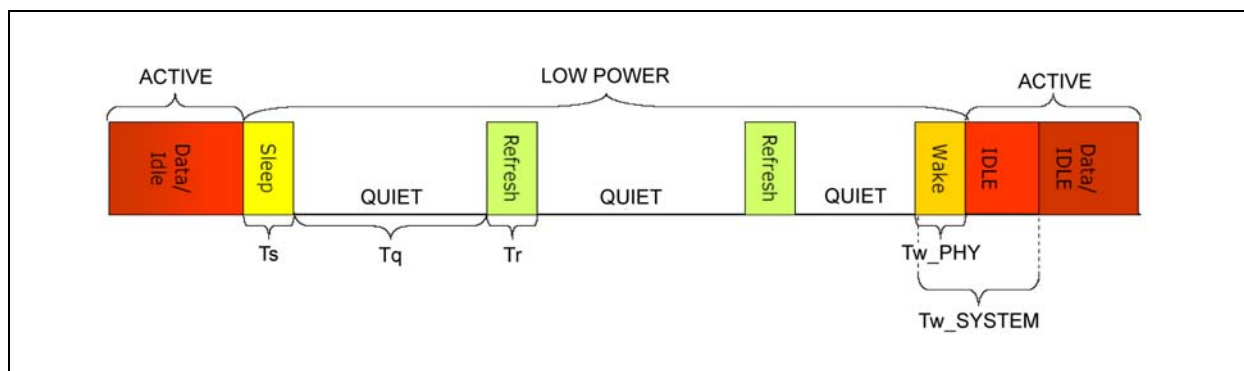 ACTIVE
LOW POWER
ACTIVE
Data/
Idle
Sleep
QUIET
Refresh
QUIET
Refresh
QUIET
Wake
IDLE
Data/
IDLE
Ts
Tq
Tr
Tw_PHY
Tw_SYSTEM